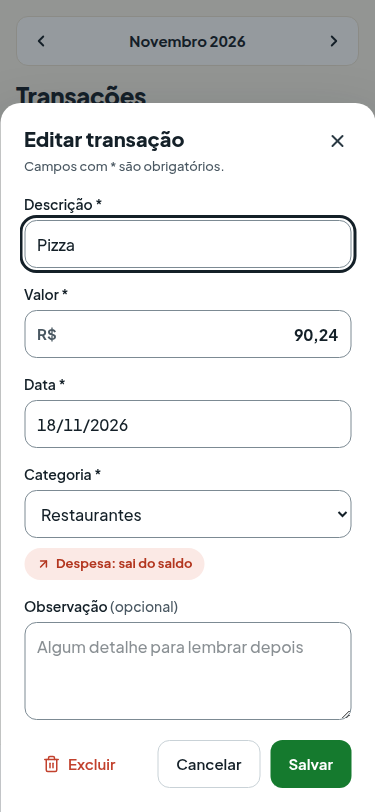 Novembro 2026
Transações
Editar transação
Campos com * são obrigatórios.
Descrição *
Pizza
Valor *
R$ 90,24
Data *
18/11/2026
Categoria *
Restaurantes
Despesa: sai do saldo
Observação (opcional)
Algum detalhe para lembrar depois
Excluir Cancelar Salvar